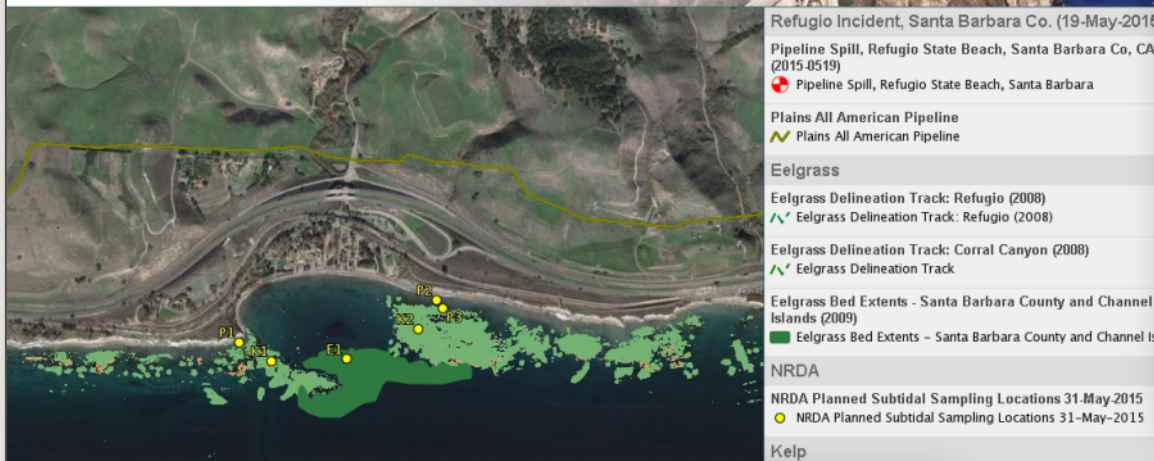 Refugio Incident, Santa Barbara Co. (19-May-2015
Pipeline Spill, Refugio State Beach, Santa Barbara Co, CA
(2015-0519)
Pipeline Spill, Refugio State Beach, Santa Barbara
Plains All American Pipeline
Plains All American Pipeline
Eelgrass
Eelgrass Delineation Track: Refugio (2008)
Eelgrass Delineation Track: Refugio (2008)
Eelgrass Delineation Track: Corral Canyon (2008)
Eelgrass Delineation Track
Eelgrass Bed Extents - Santa Barbara County and Channel
Islands (2009)
Eelgrass Bed Extents - Santa Barbara County and Channel Is
NRDA
NRDA Planned Subtidal Sampling Locations 31-May-2015
NRDA Planned Subtidal Sampling Locations 31-May-2015
Kelp
P2
P3
K2
P1
K1
E1